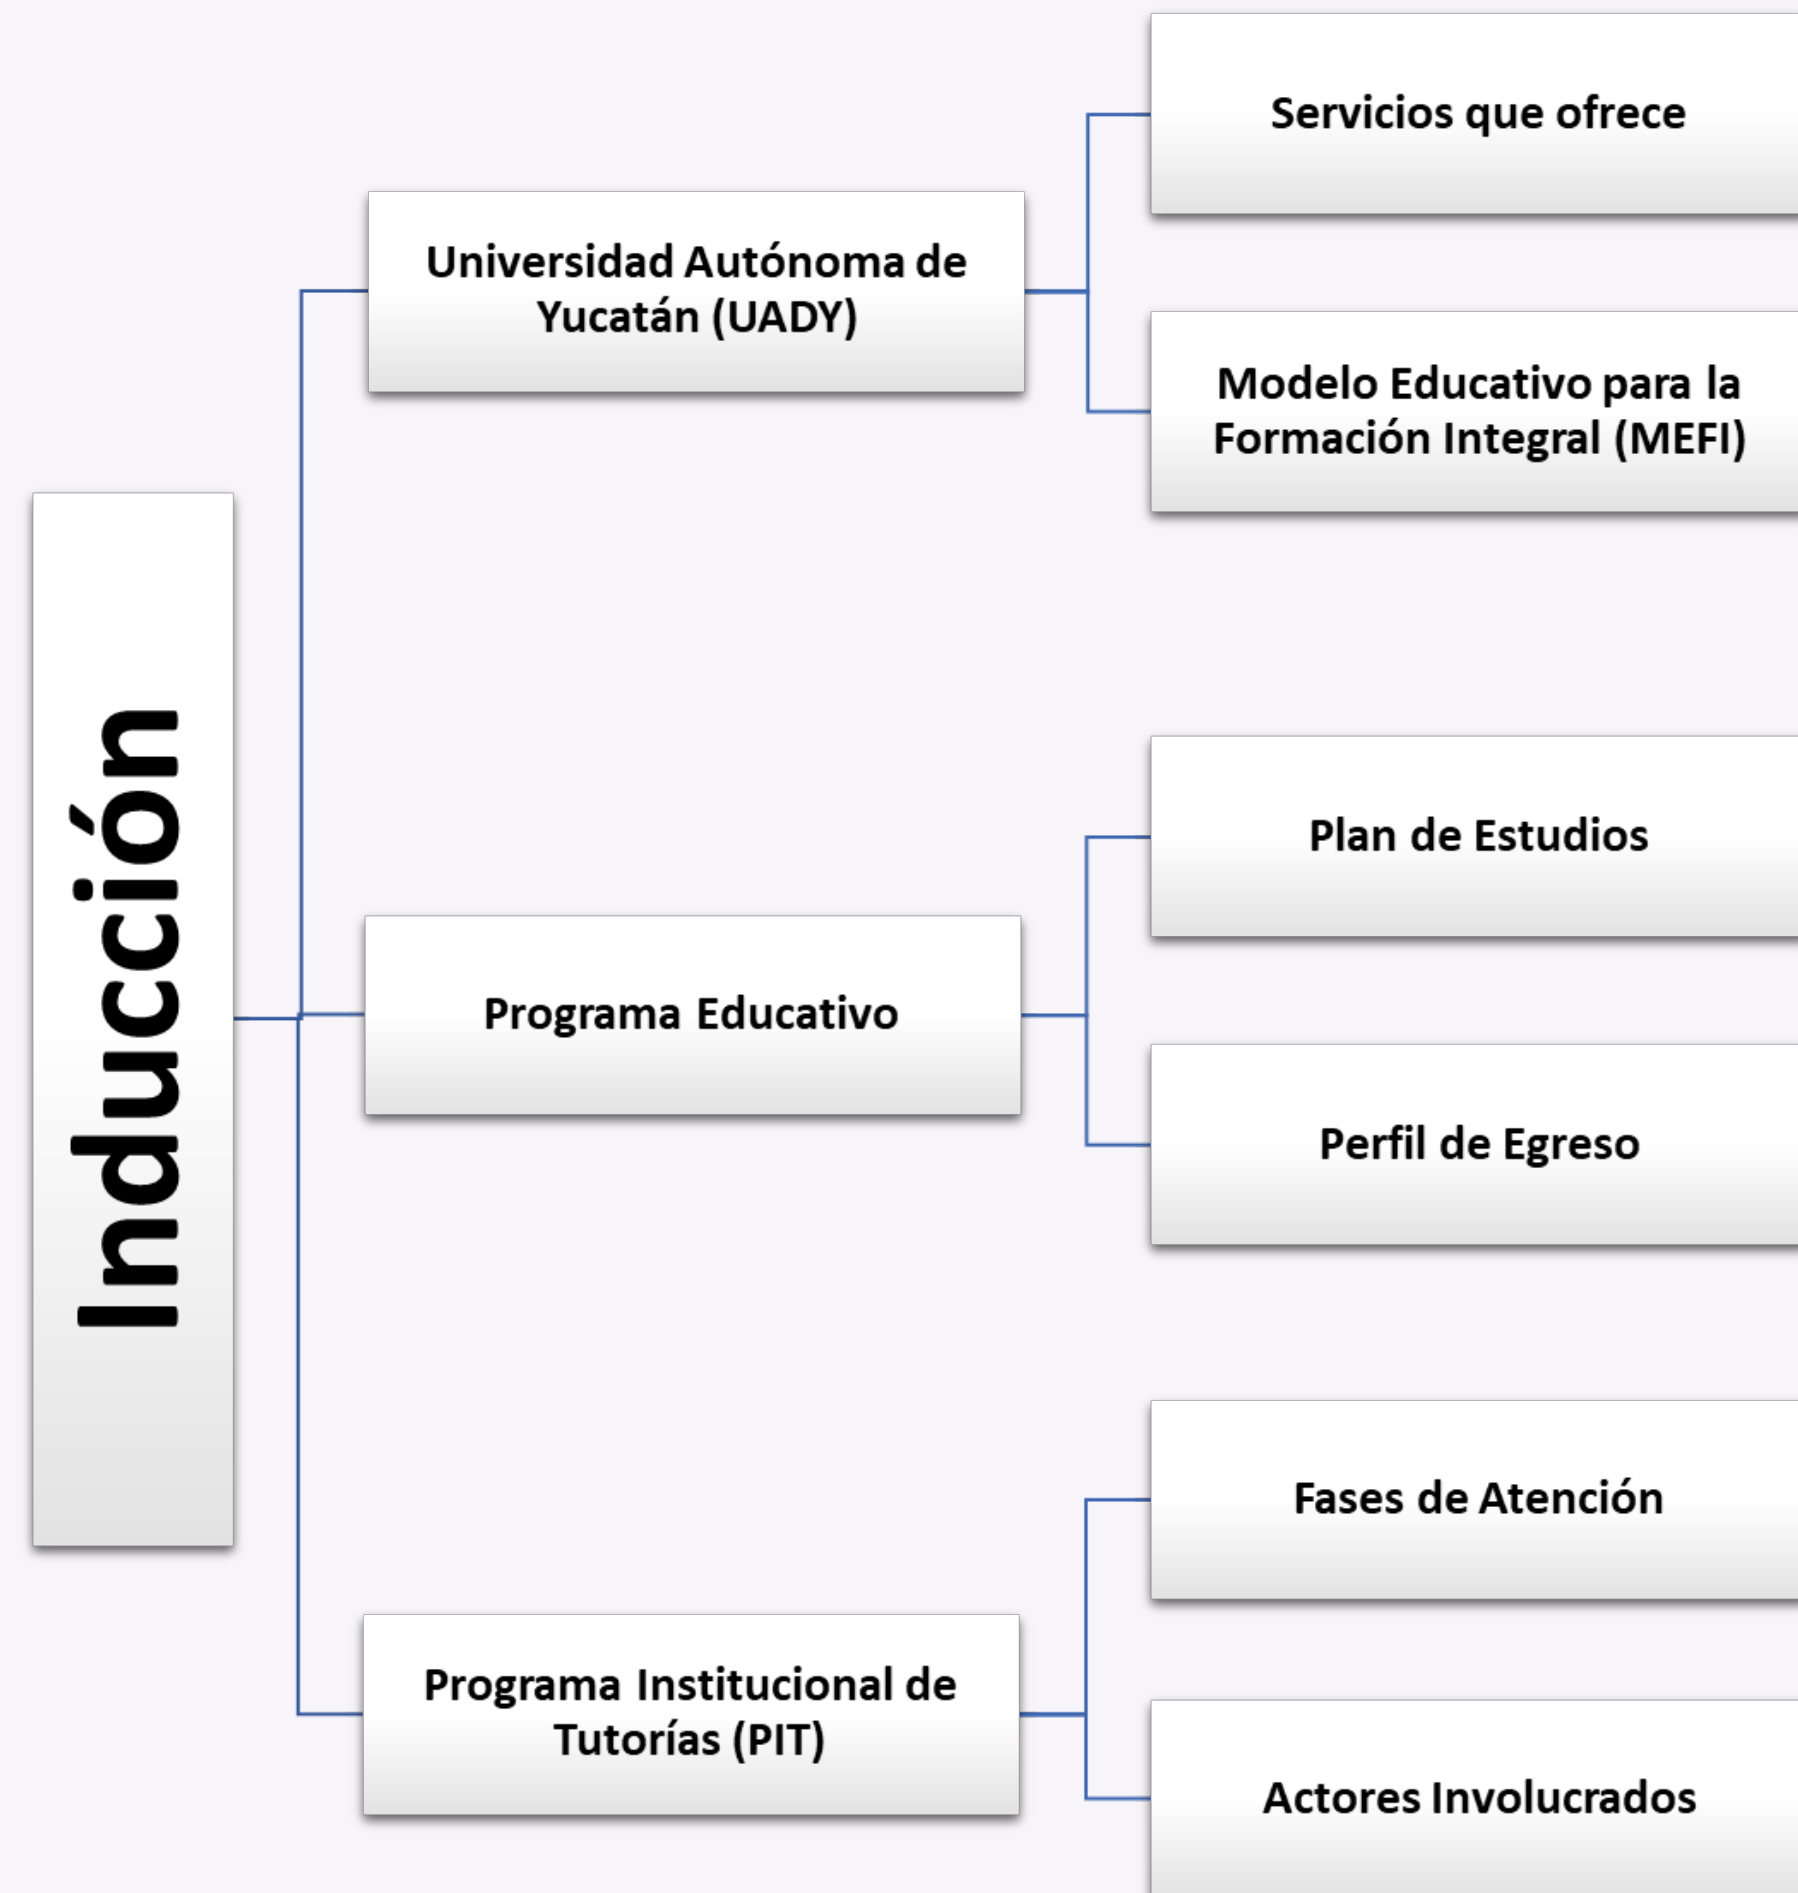 Inducción
Universidad Autónoma de
Yucatán (UADY)
Servicios que ofrece
Modelo Educativo para la
Formación Integral (MEFI)
Programa Educativo
Plan de Estudios
Perfil de Egreso
Programa Institucional de
Tutorías (PIT)
Fases de Atención
Actores Involucrados